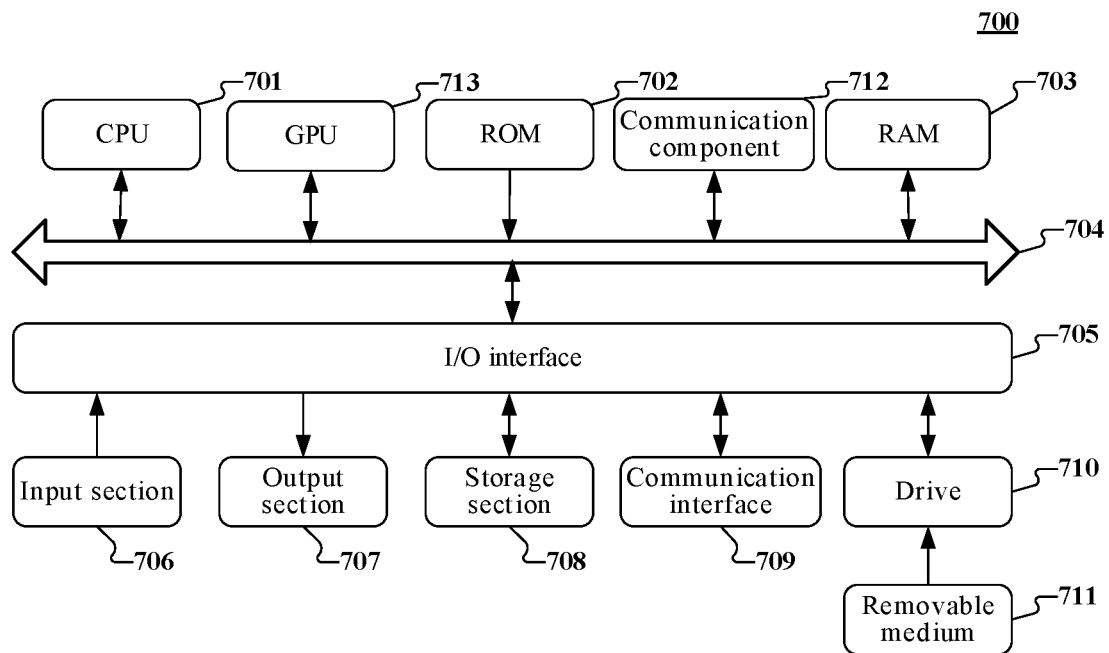 700
701
713
702
712
703
CPU
GPU
ROM
Communication
component
RAM
704
I/O interface
705
Input section
Output
section
Storage
section
Communication
interface
Drive
710
706
707
708
709
Removable
medium
711